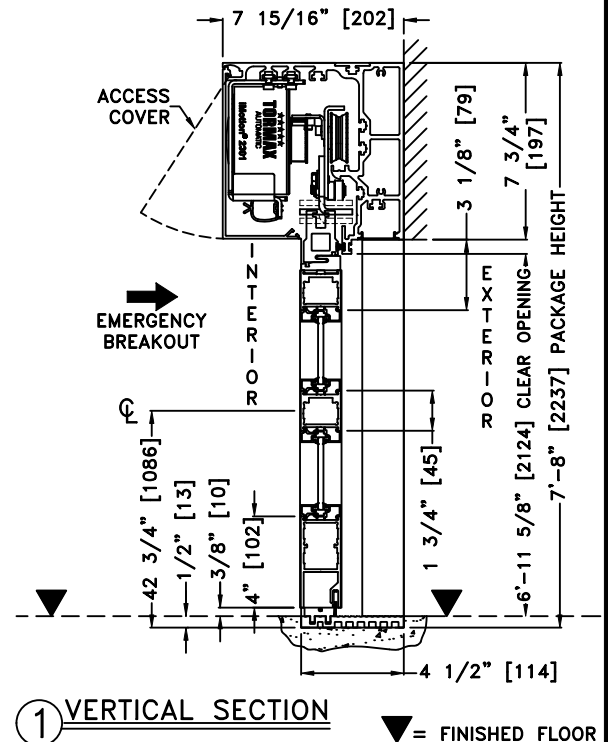 7 15/16" [202]
ACCESS
COVER
★★★★
TORMAX
AUTOMATIC
iMotion® 2301
3 1/8" [79]
7 3/4"
[197]
INTERIOR
EXTERIOR
EMERGENCY
BREAKOUT
6'-11 5/8" [2124] CLEAR OPENING
7'-8" [2237] PACKAGE HEIGHT
℄
42 3/4" [1086]
1/2" [13]
3/8" [10]
4" [102]
1 3/4" [45]
4 1/2" [114]
1 VERTICAL SECTION
▼= FINISHED FLOOR